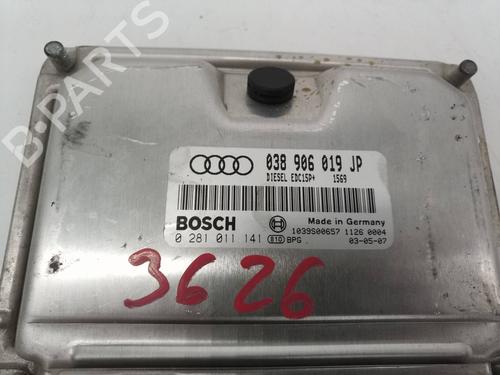 B-PARTS
038 906 019 JP
DIESEL EDC15P+ 1569
BOSCH
Made in Germany
0 281 011 141 E1D BPG .
1039S00657 1126 0004
03-05-07
3626